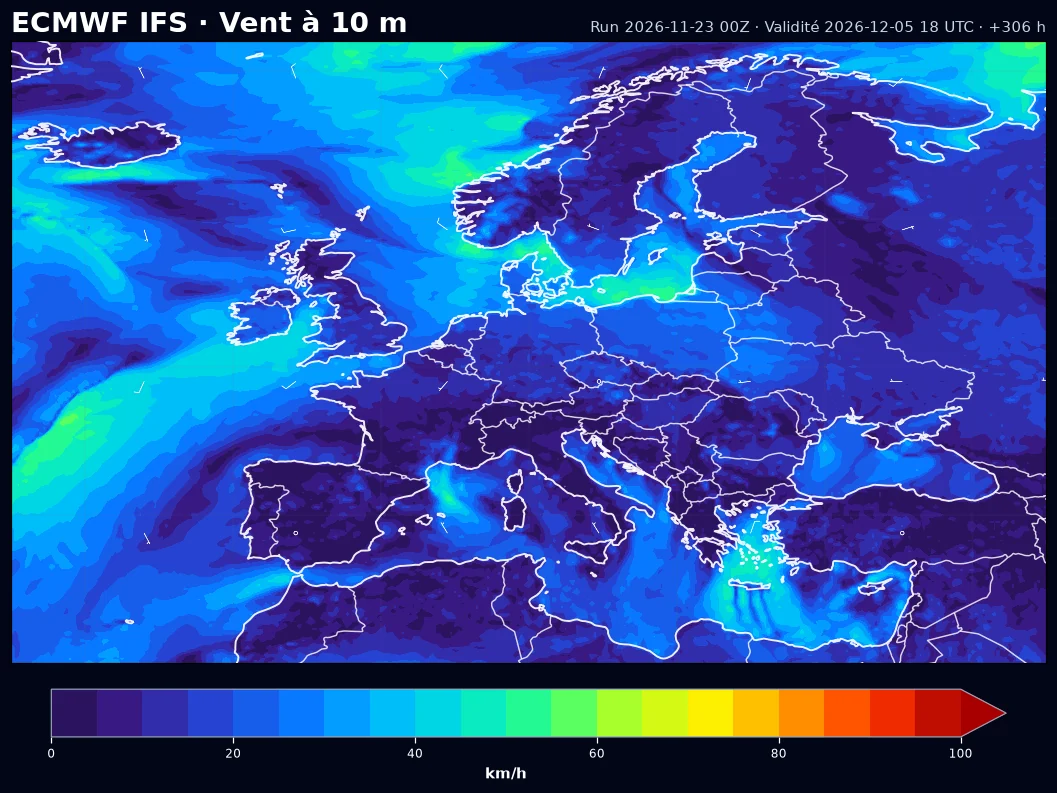 ECMWF IFS · Vent à 10 m
Run 2026-11-23 00Z · Validité 2026-12-05 18 UTC · +306 h
0 20 40 60 80 100
km/h